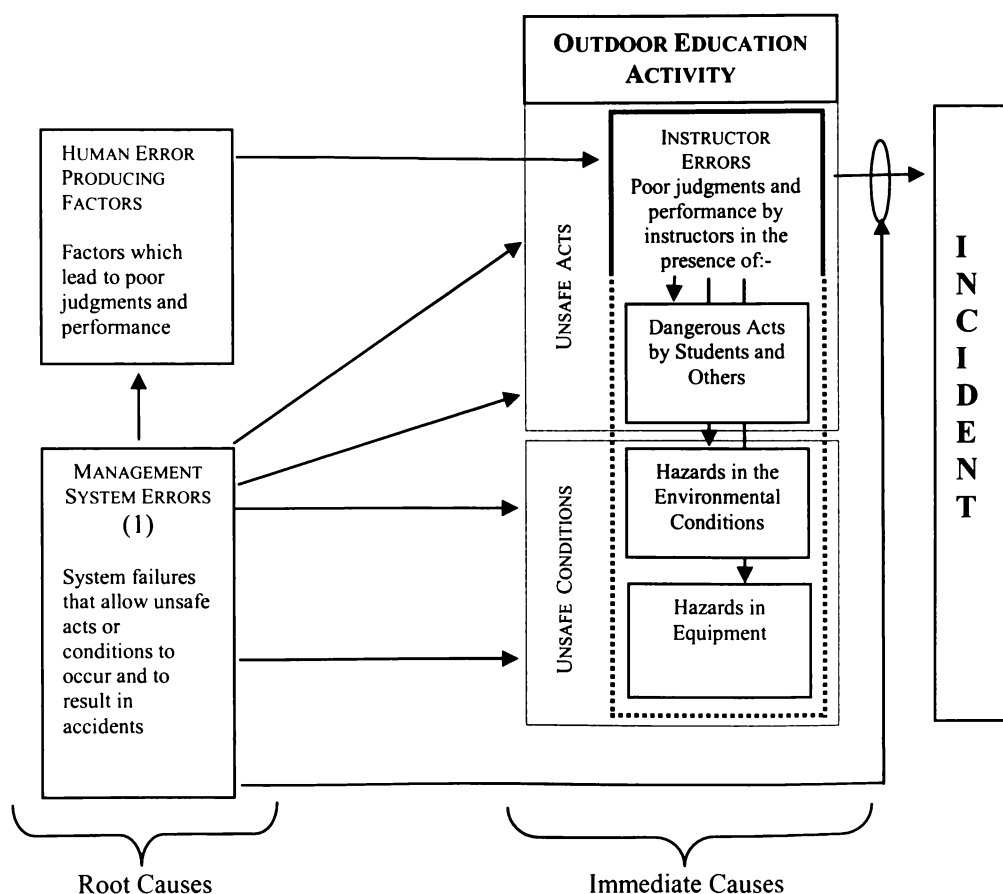 OUTDOOR EDUCATION
ACTIVITY
HUMAN ERROR
PRODUCING
FACTORS
Factors which
lead to poor
judgments and
performance
MANAGEMENT
SYSTEM ERRORS
(1)
System failures
that allow unsafe
acts or
conditions to
occur and to
result in
accidents
UNSAFE ACTS
INSTRUCTOR
ERRORS
Poor judgments and
performance by
instructors in the
presence of:-
Dangerous Acts
by Students and
Others
UNSAFE CONDITIONS
Hazards in the
Environmental
Conditions
Hazards in
Equipment
INCIDENT
Root Causes
Immediate Causes